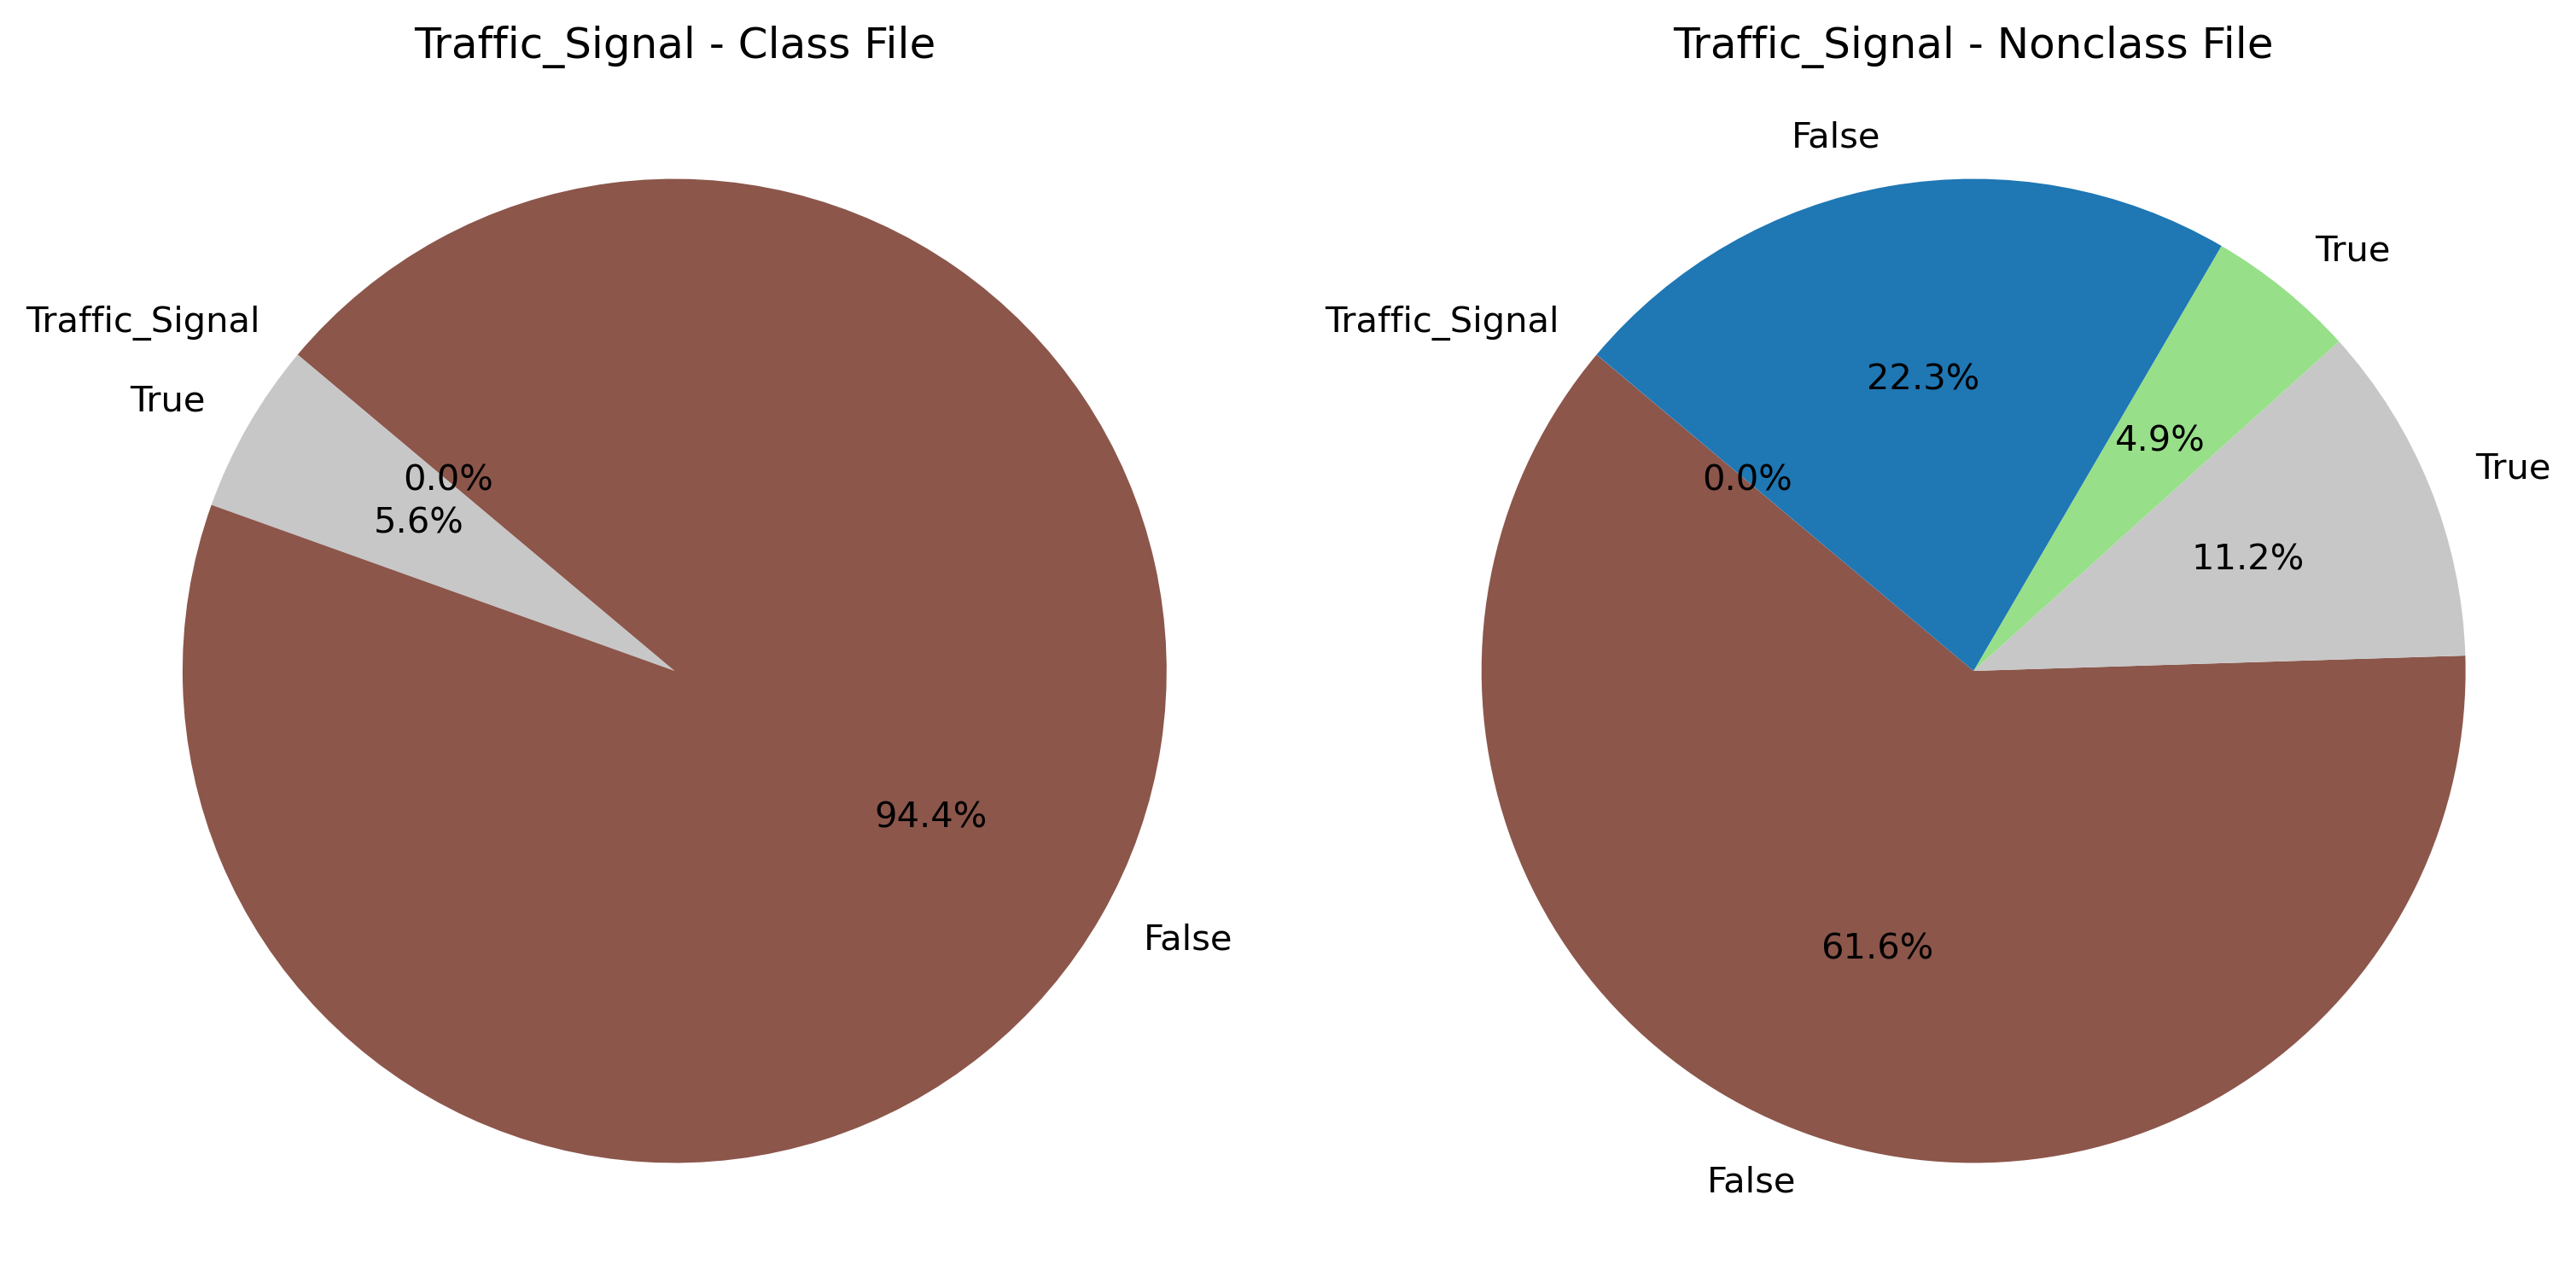 Traffic_Signal - Class File
Traffic_Signal
True
0.0%
5.6%
94.4%
False
Traffic_Signal - Nonclass File
False
True
Traffic_Signal
22.3%
4.9%
True
0.0%
11.2%
61.6%
False